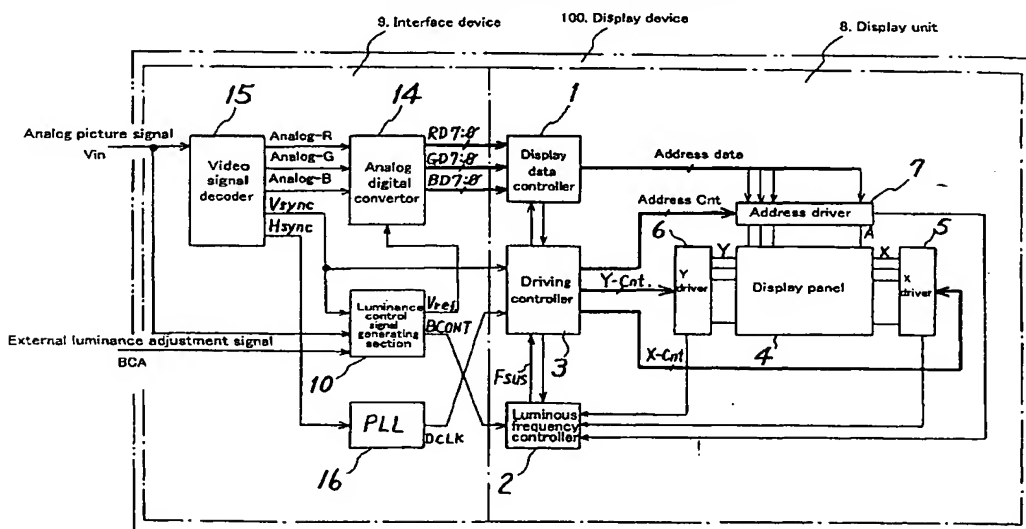 100. Display device
9. Interface device
8. Display unit
15
14
1
Analog picture signal
Vin
Video
signal
decoder
Analog-R
Analog-G
Analog-B
Vsync
Hsync
Analog
digital
convertor
RD7:0
GD7:0
BD7:0
Display
data
controller
Address data
7
Address Cnt
Address driver
A
6
5
Y
X
Y driver
Display panel
X driver
4
Driving
controller
3
Y-Cnt.
X-Cnt
Luminance
control
signal
generating
section
10
Vref
BCONT
External luminance adjustment signal
BCA
Fsus
PLL
DCLK
16
Luminous
frequency
controller
2